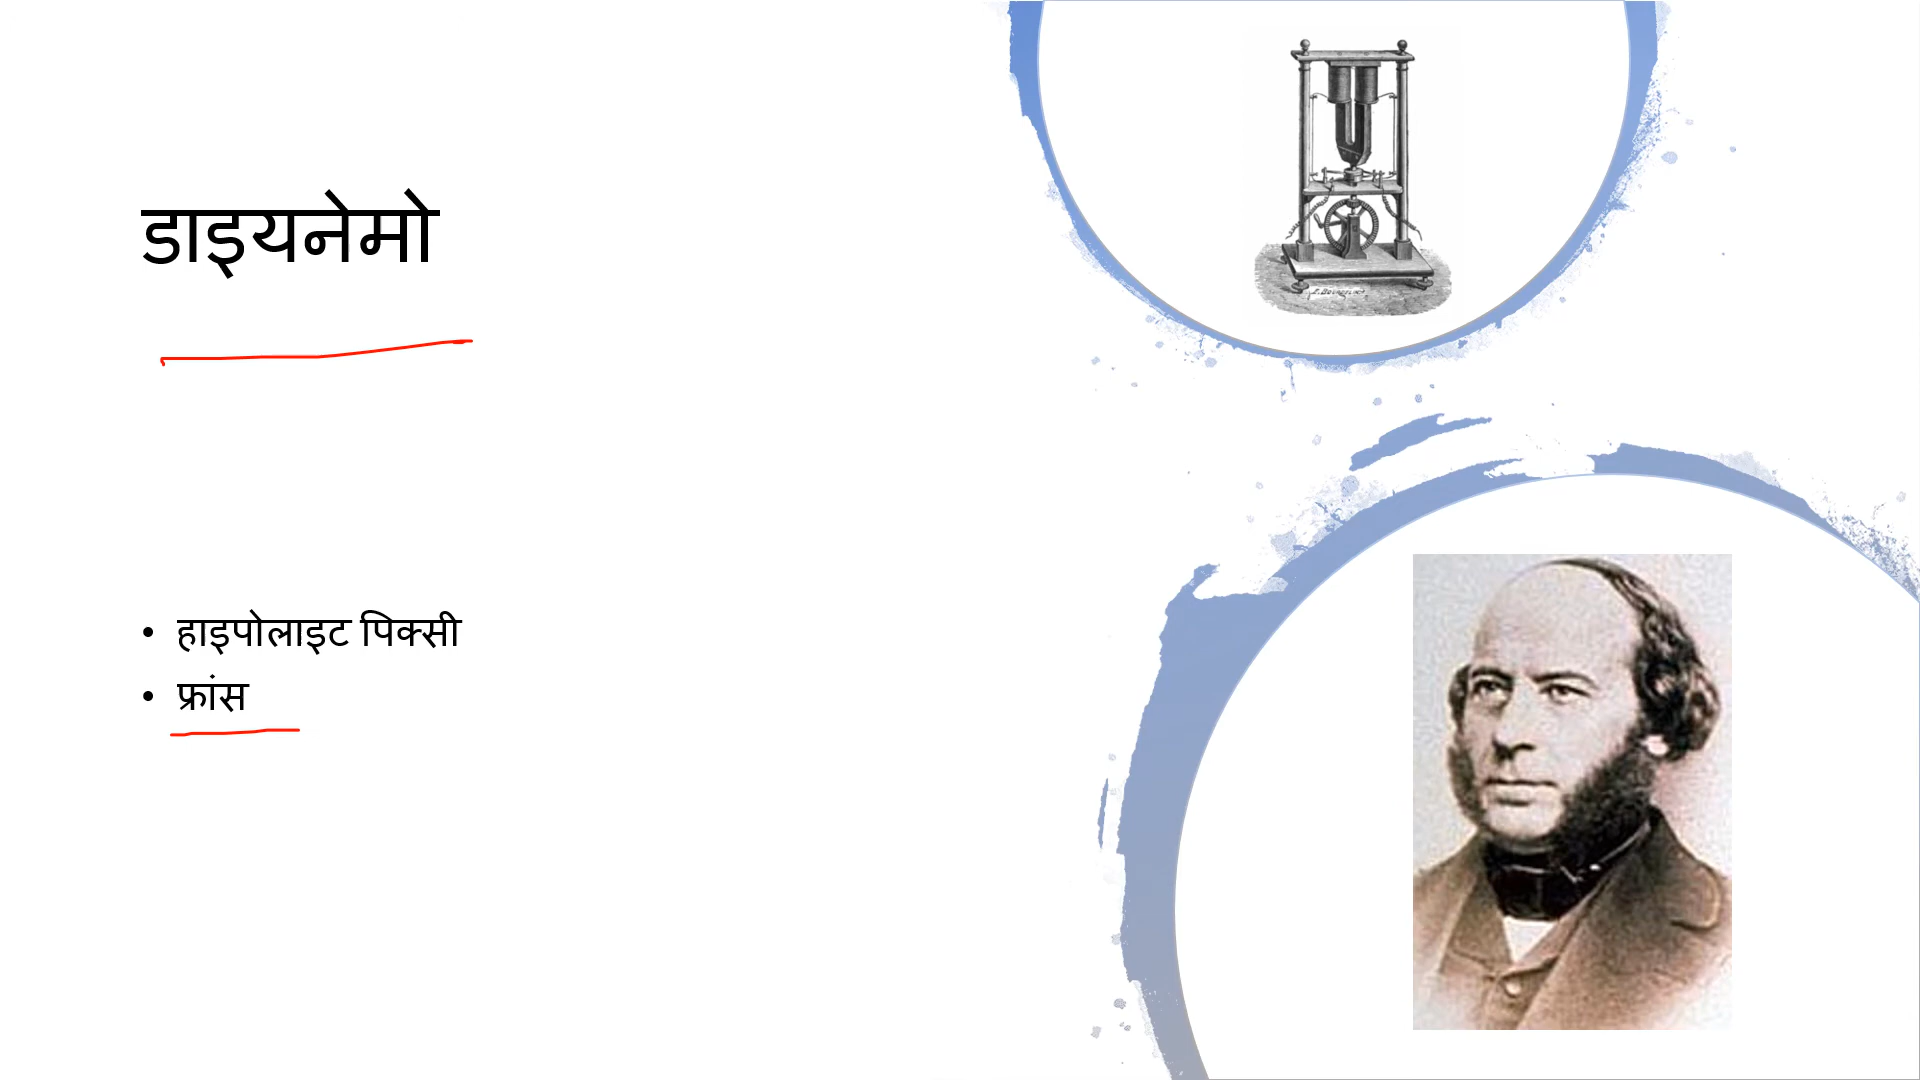 डाइयनेमो
• हाइपोलाइट पिक्सी
• फ्रांस